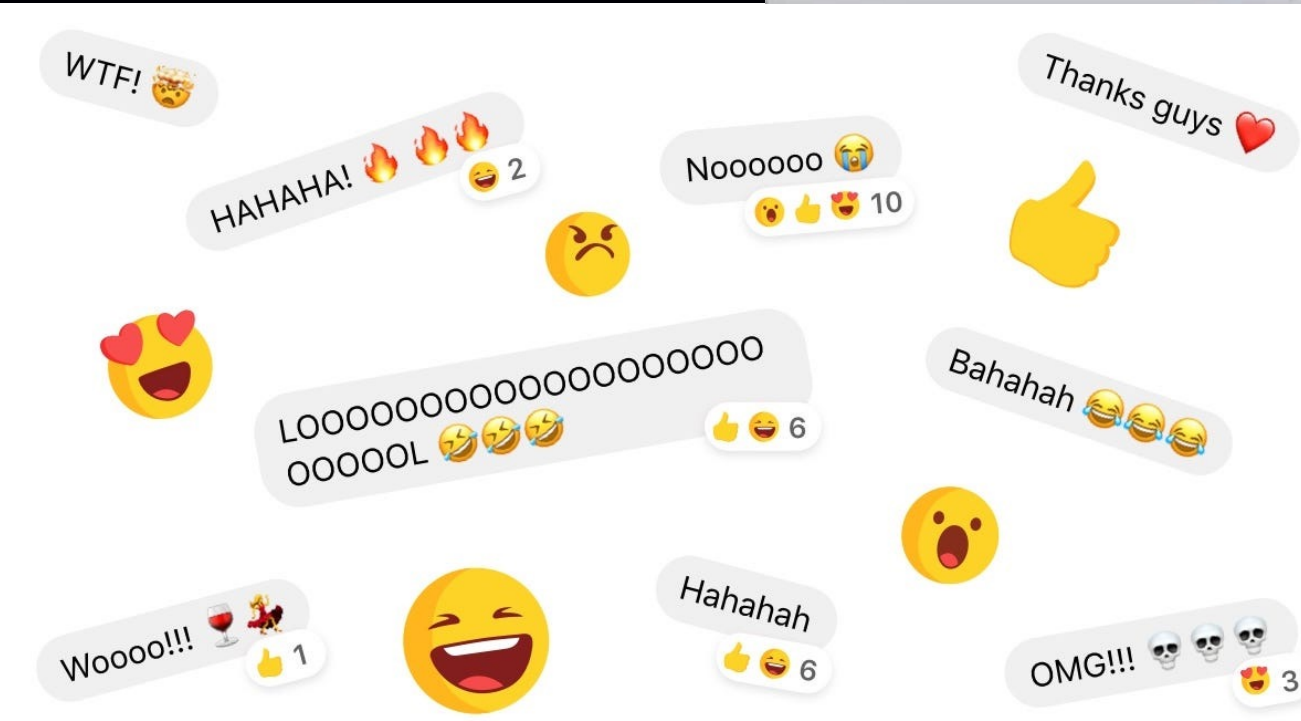 WTF! 🤯
Thanks guys ❤️
HAHAHA! 🔥 🔥🔥
😆 2
Noooooo 😭
😮👍😍 10
LOOOOOOOOOOOOOOOOOOO
OOOOOL 🤣🤣🤣
👍😆 6
Bahahah 😂😂😂
Woooo!!! 🍷💃
👍 1
Hahahah
👍😆 6
OMG!!! 💀💀💀
😍 3